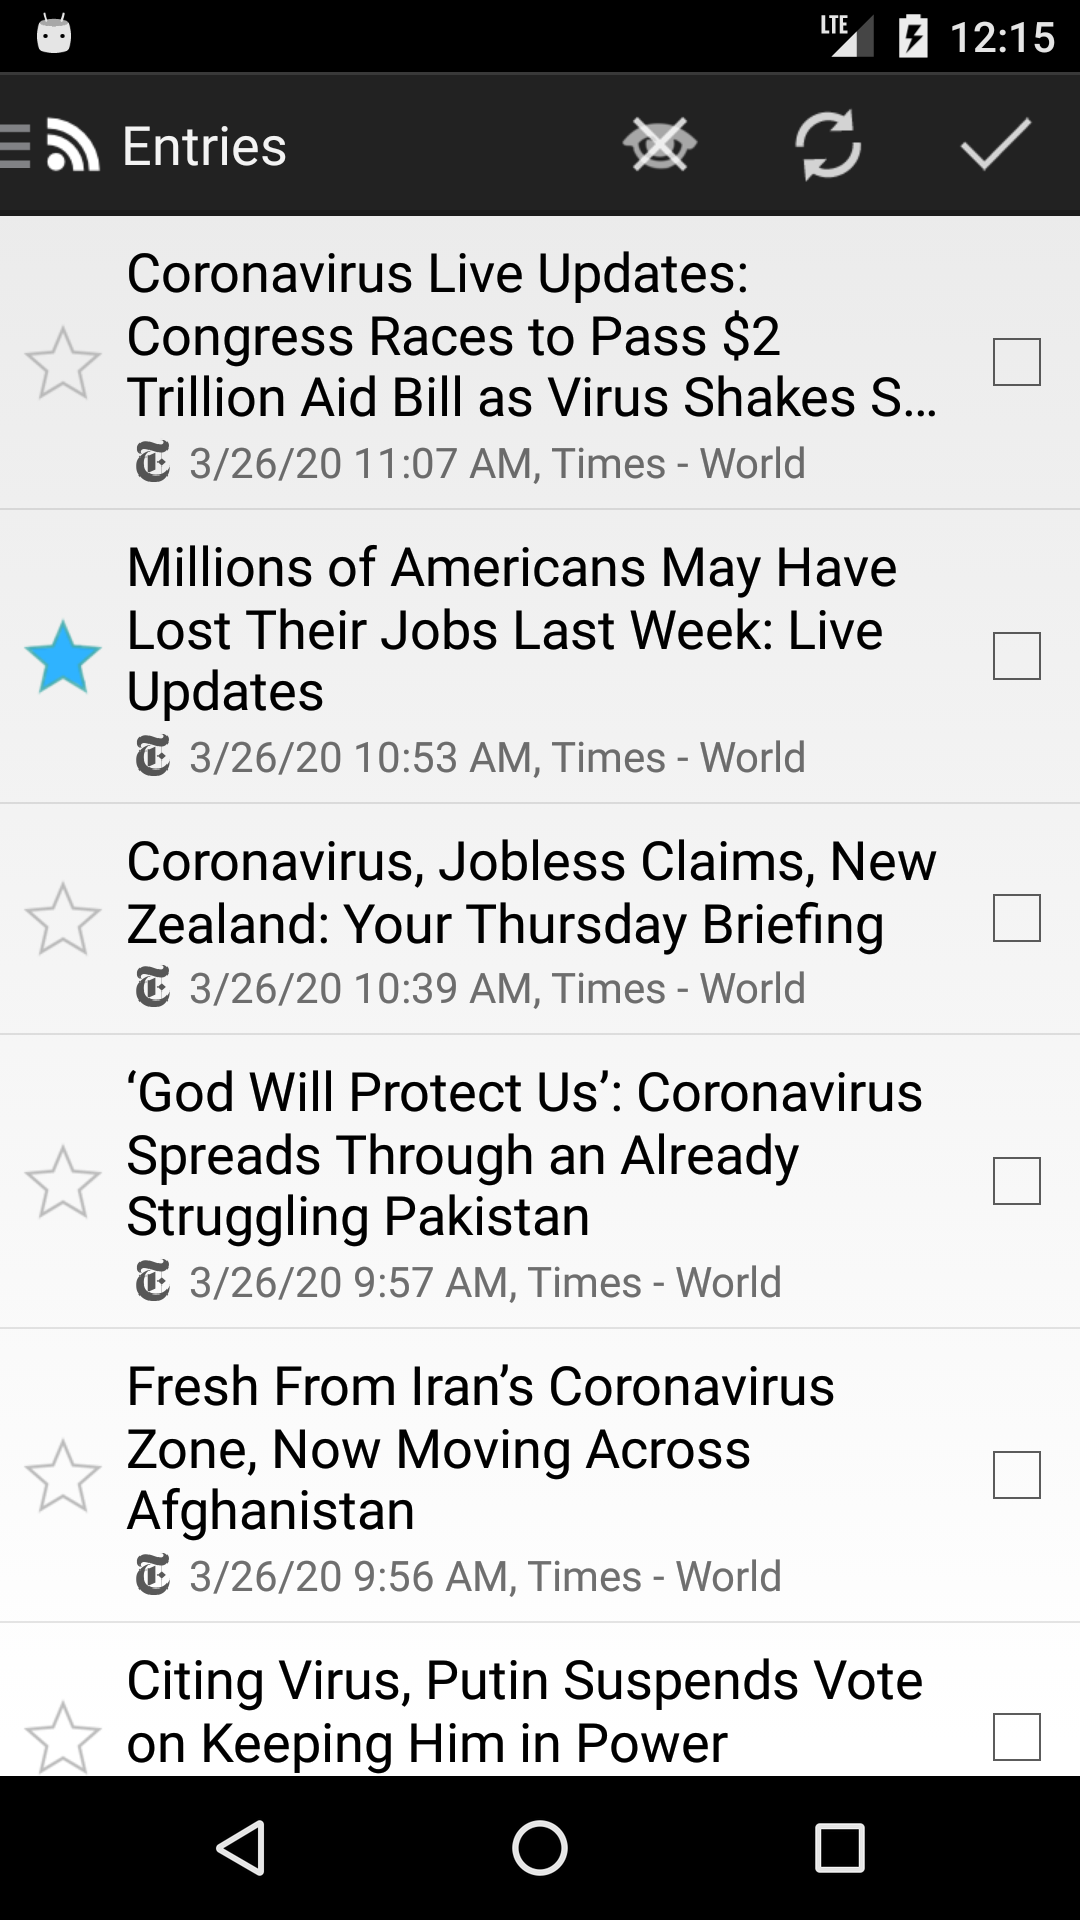 LTE 12:15
Entries
Coronavirus Live Updates:
Congress Races to Pass $2
Trillion Aid Bill as Virus Shakes S...
T 3/26/20 11:07 AM, Times - World
Millions of Americans May Have
Lost Their Jobs Last Week: Live
Updates
T 3/26/20 10:53 AM, Times - World
Coronavirus, Jobless Claims, New
Zealand: Your Thursday Briefing
T 3/26/20 10:39 AM, Times - World
‘God Will Protect Us’: Coronavirus
Spreads Through an Already
Struggling Pakistan
T 3/26/20 9:57 AM, Times - World
Fresh From Iran’s Coronavirus
Zone, Now Moving Across
Afghanistan
T 3/26/20 9:56 AM, Times - World
Citing Virus, Putin Suspends Vote
on Keeping Him in Power